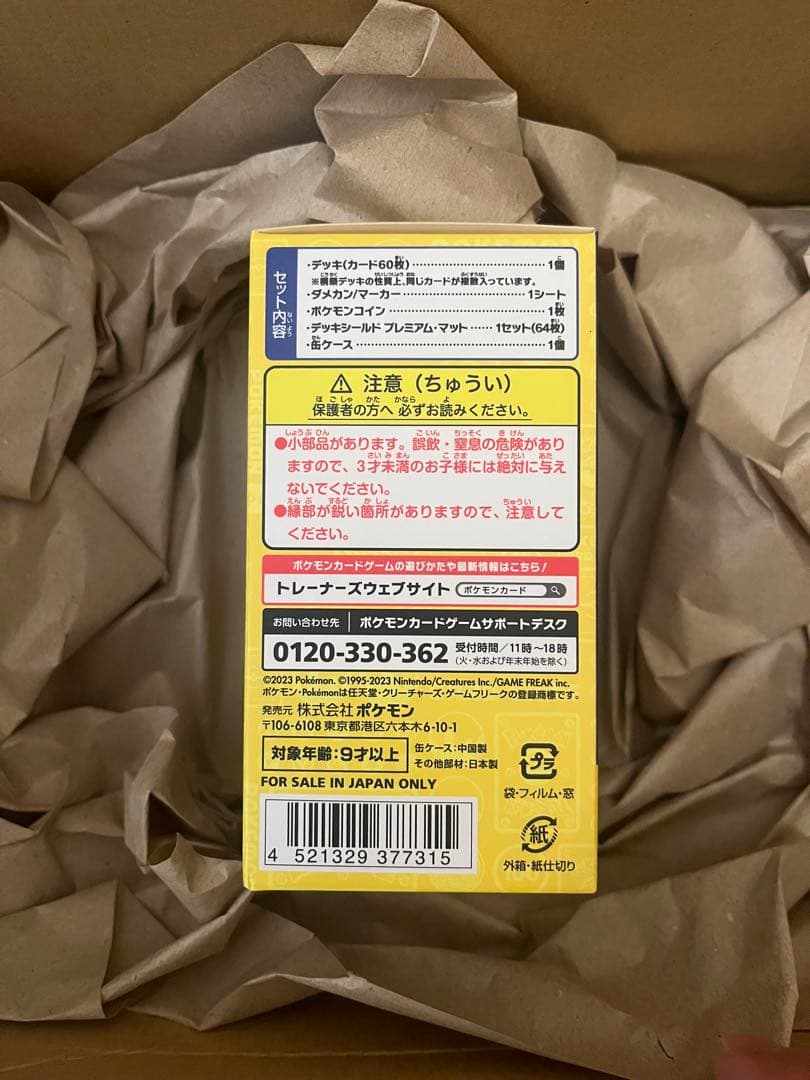 セット内容
・デッキ(カード60枚)……………………1個
※構築デッキの性質上、同じカードが複数入っています。
・ダメカン/マーカー……………………1シート
・ポケモンコイン……………………1枚
・デッキシールド プレミアム・マット……1セット(64枚)
・缶ケース……………………1個
⚠ 注意(ちゅうい)
保護者の方へ 必ずお読みください。
●小部品があります。誤飲・窒息の危険があり
ますので、3才未満のお子様には絶対に与え
ないでください。
●縁部が鋭い箇所がありますので、注意して
ください。
ポケモンカードゲームの遊びかたや最新情報はこちら!
トレーナーズウェブサイト ポケモンカード
お問い合わせ先 ポケモンカードゲームサポートデスク
0120-330-362 受付時間/11時~18時
(火・水および年末年始を除く)
©2023 Pokémon. ©1995-2023 Nintendo/Creatures Inc./GAME FREAK inc.
ポケモン・Pokémonは任天堂・クリーチャーズ・ゲームフリークの登録商標です。
発売元 株式会社ポケモン
〒106-6108 東京都港区六本木6-10-1
対象年齢:9才以上
缶ケース:中国製
その他部材:日本製
FOR SALE IN JAPAN ONLY
プラ
袋・フィルム・窓
紙
外箱・紙仕切り
4 521329 377315